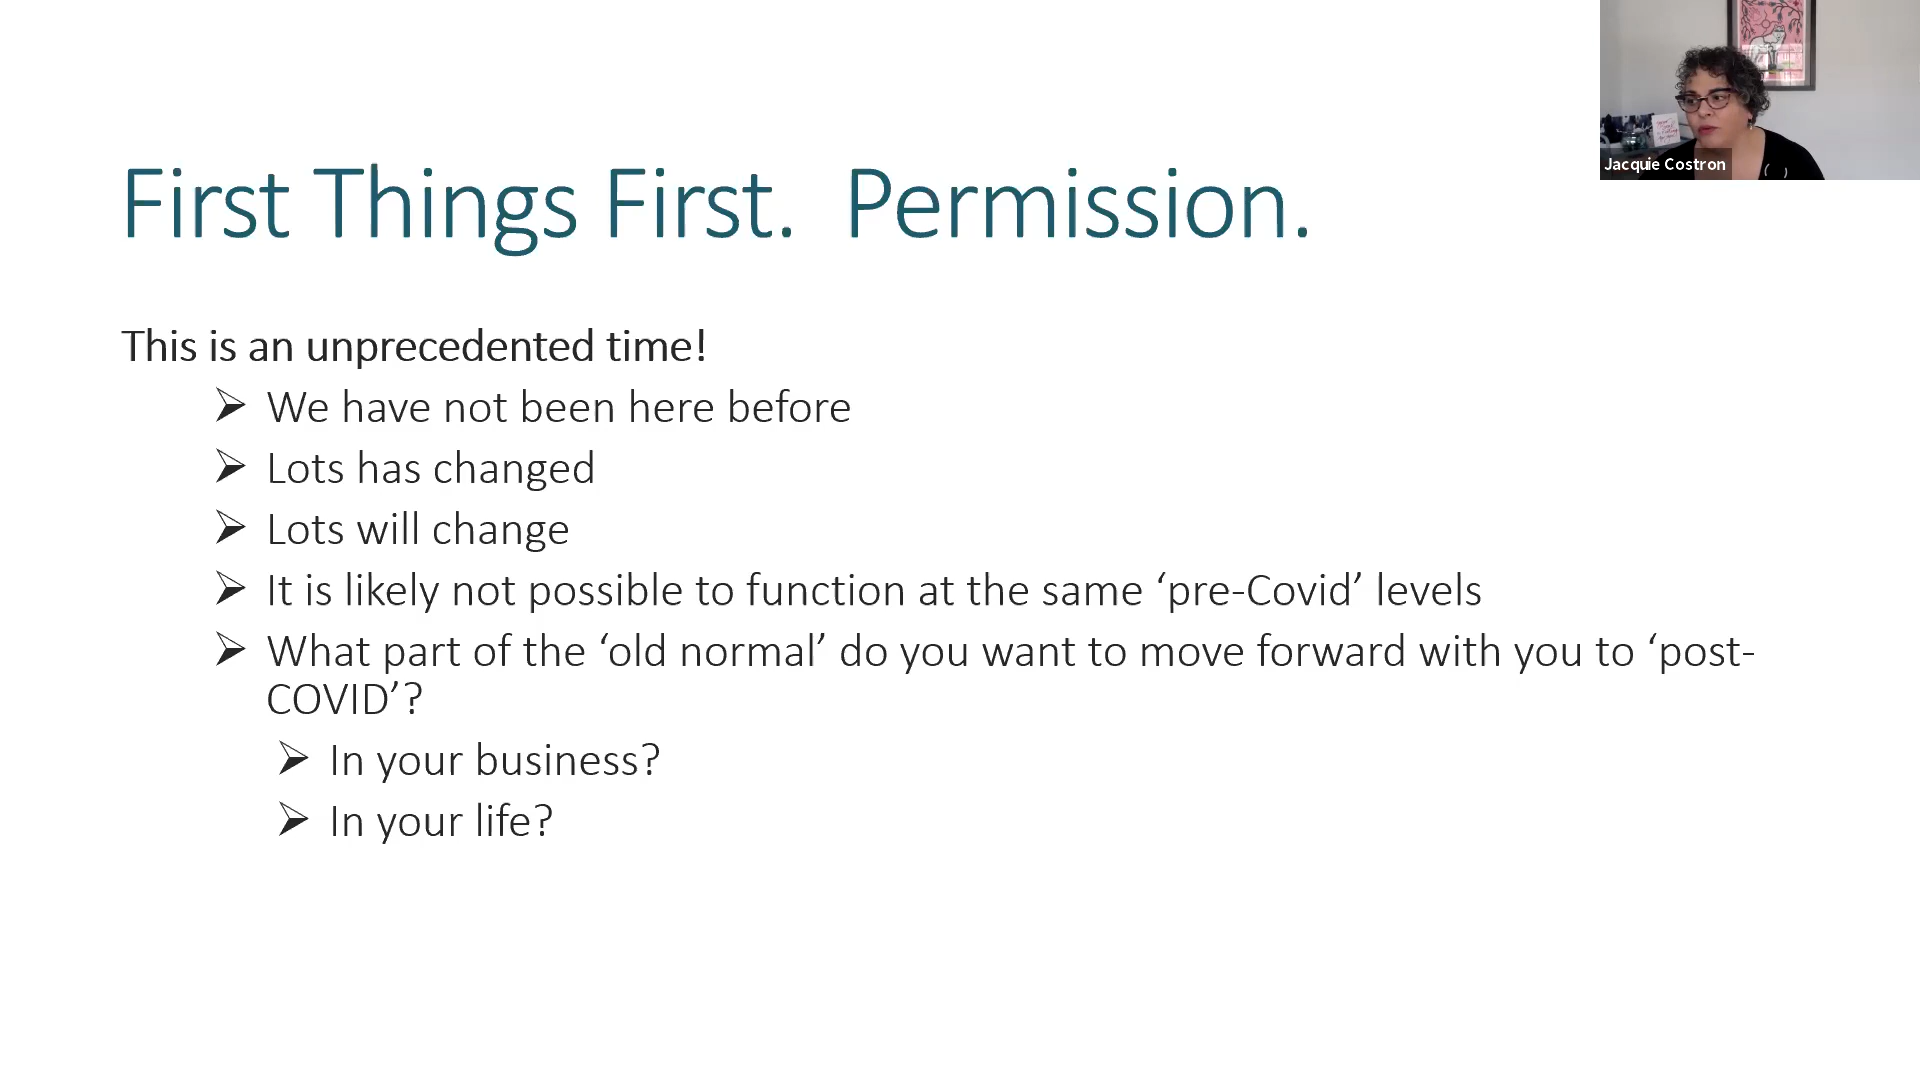 First Things First.  Permission.
Jacquie Costron
This is an unprecedented time!
We have not been here before
Lots has changed
Lots will change
It is likely not possible to function at the same ‘pre-Covid’ levels
What part of the ‘old normal’ do you want to move forward with you to ‘post-
COVID’?
In your business?
In your life?